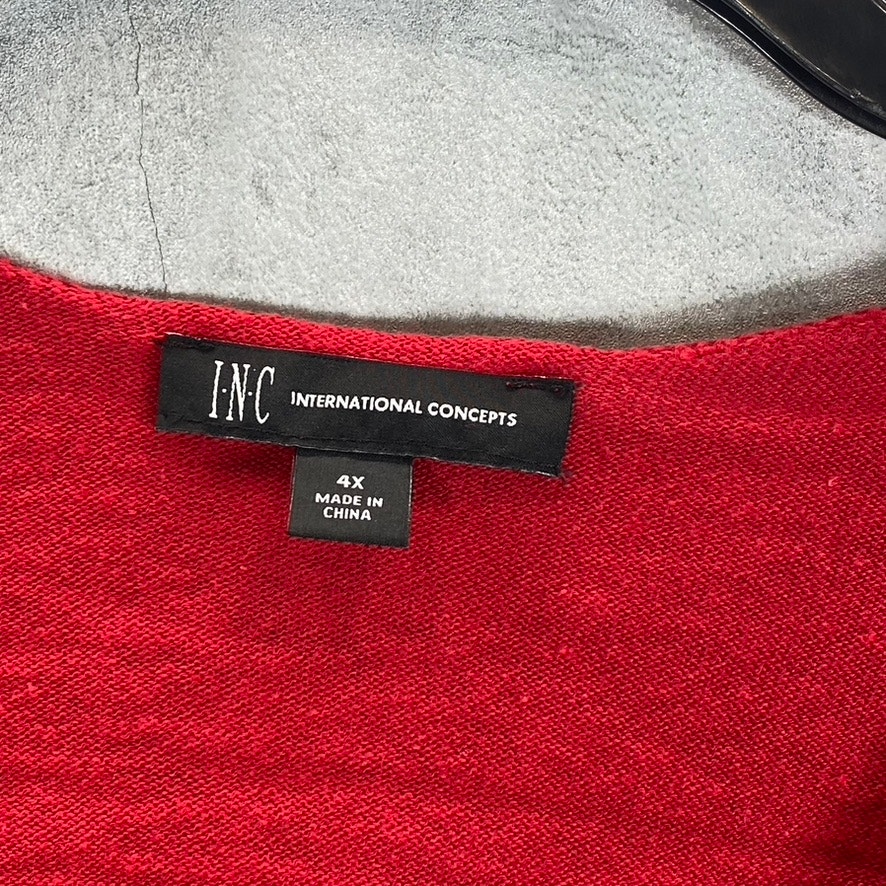 I·N·C INTERNATIONAL CONCEPTS
4X
MADE IN
CHINA